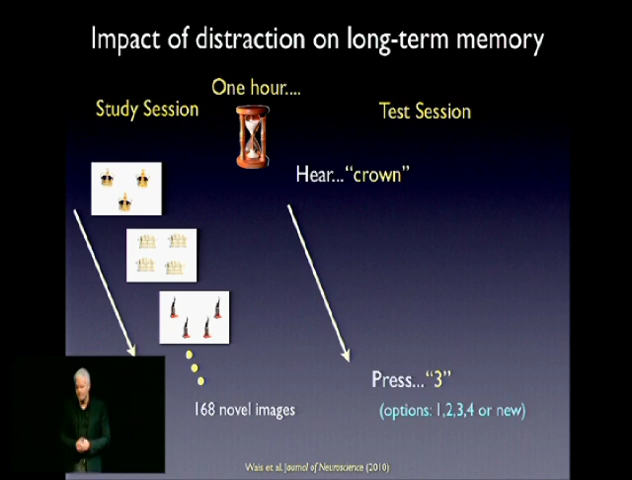 Impact of distraction on long-term memory
One hour....
Study Session
Test Session
Hear... "crown"
Press... "3"
168 novel images
(options: 1,2,3,4 or new)
Wais et al. Journal of Neuroscience (2010)